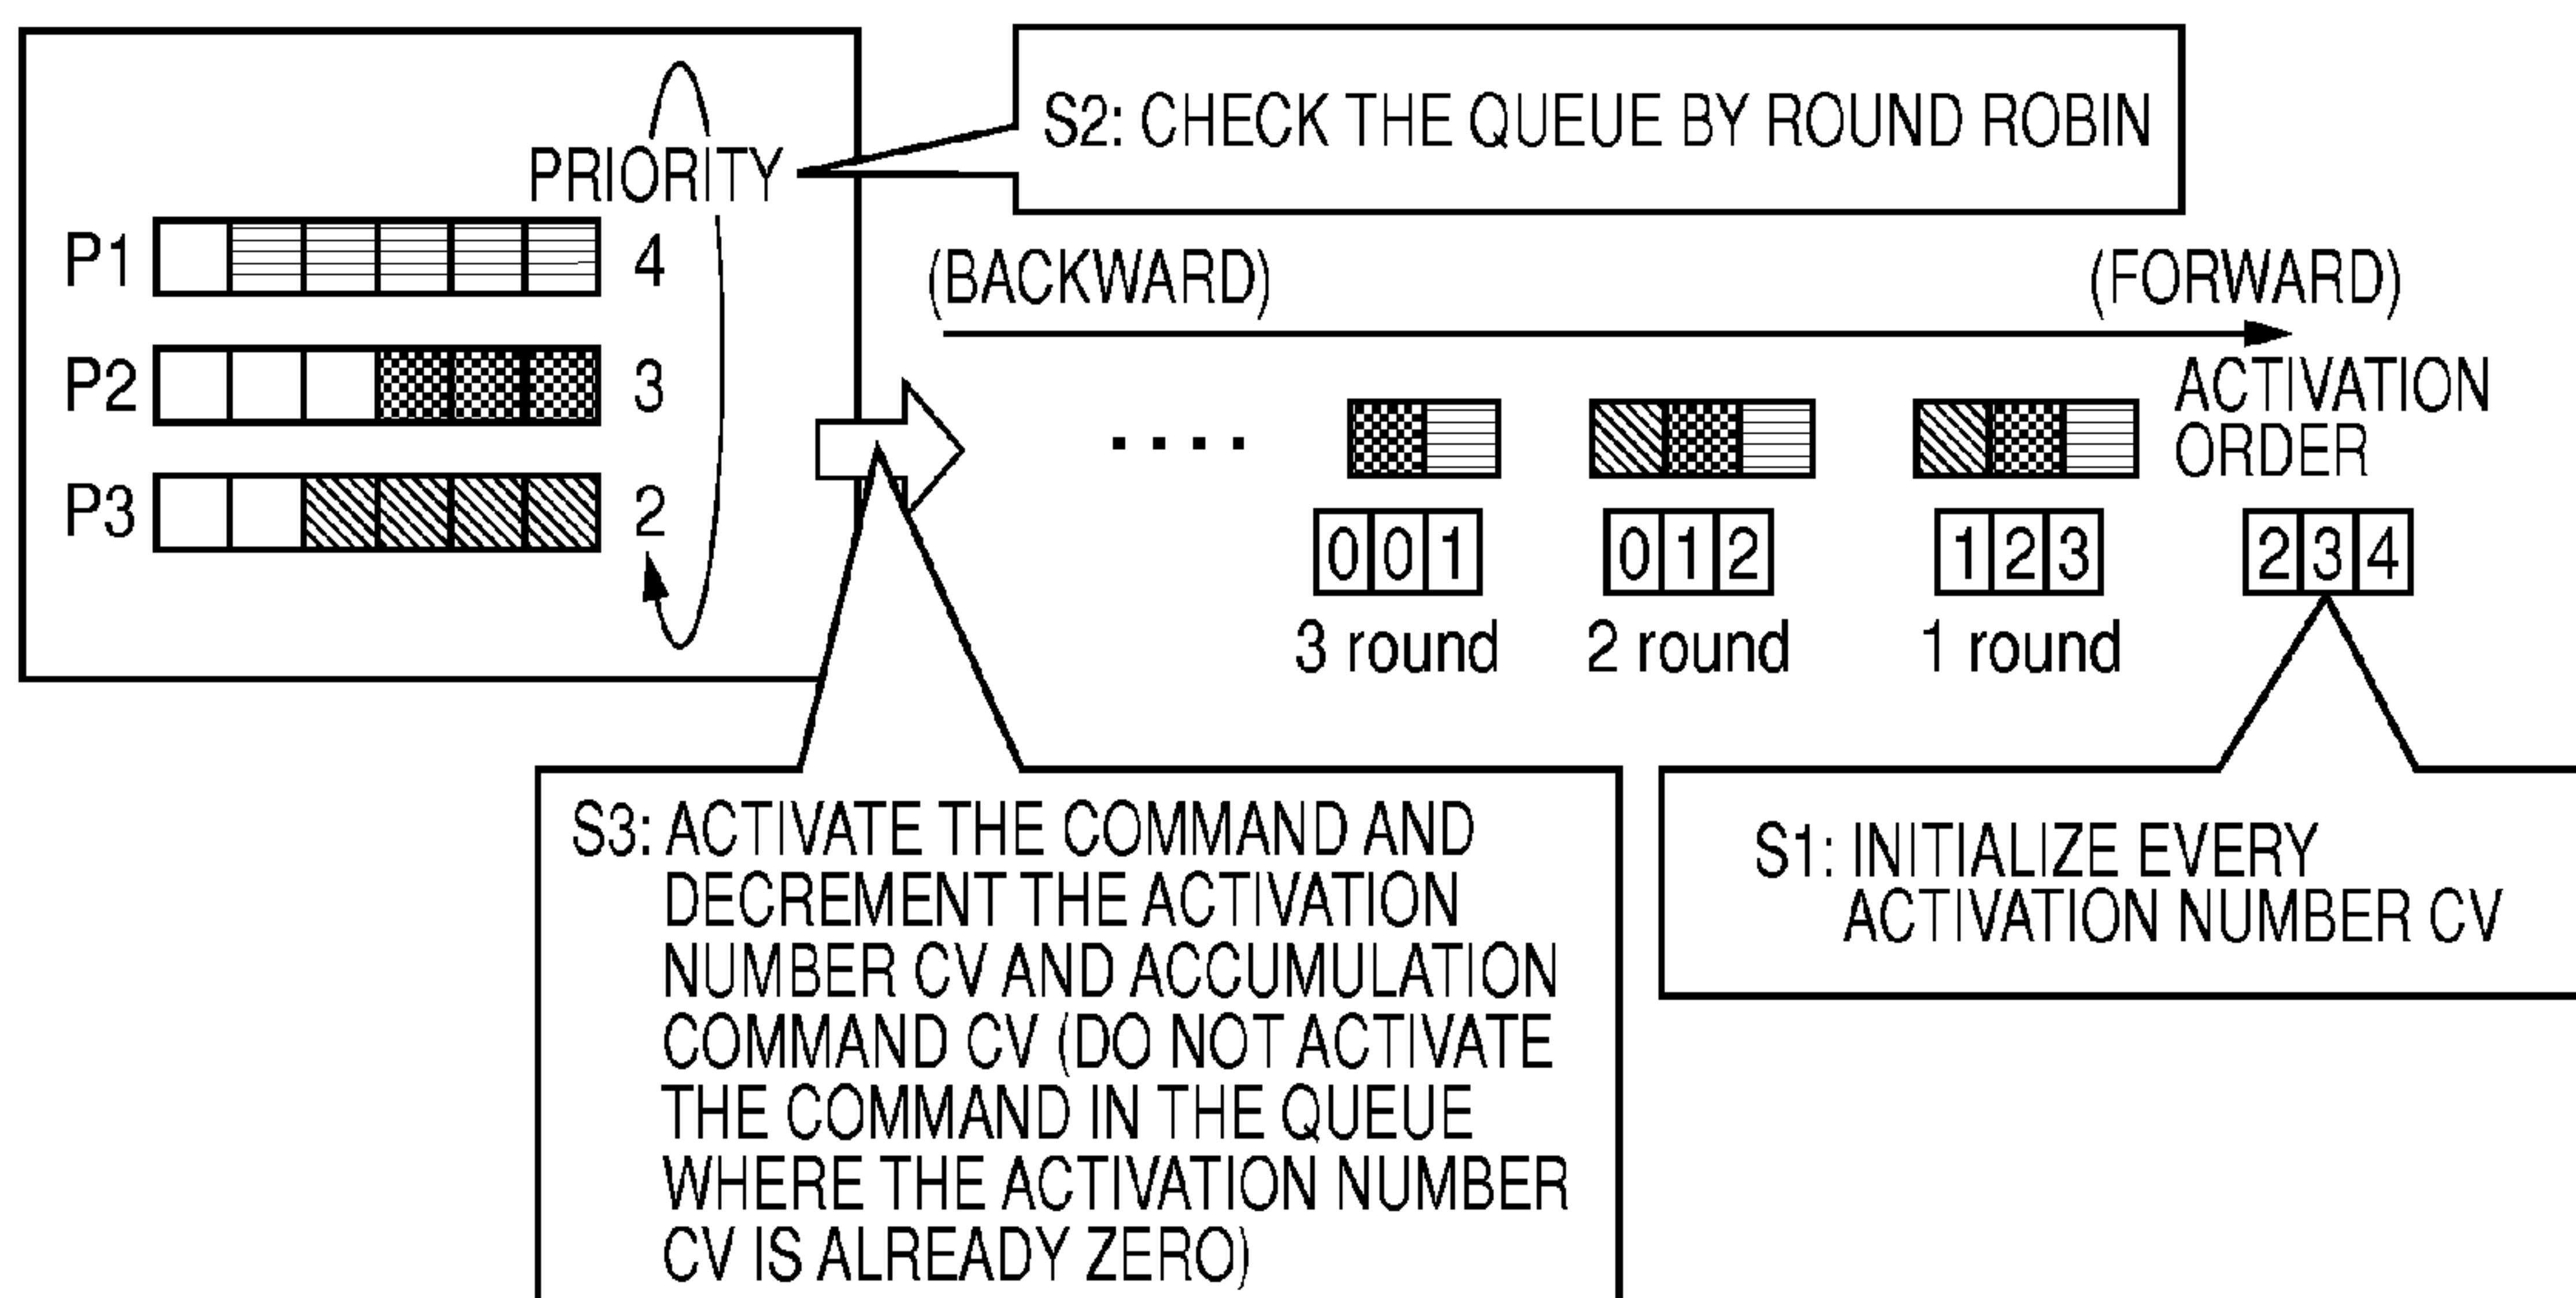 S2: CHECK THE QUEUE BY ROUND ROBIN
PRIORITY
P1 4
P2 3
P3 2
(BACKWARD) (FORWARD)
ACTIVATION
ORDER
....
0 0 1 0 1 2 1 2 3 2 3 4
3 round 2 round 1 round
S3: ACTIVATE THE COMMAND AND
DECREMENT THE ACTIVATION
NUMBER CV AND ACCUMULATION
COMMAND CV (DO NOT ACTIVATE
THE COMMAND IN THE QUEUE
WHERE THE ACTIVATION NUMBER
CV IS ALREADY ZERO)
S1: INITIALIZE EVERY
ACTIVATION NUMBER CV